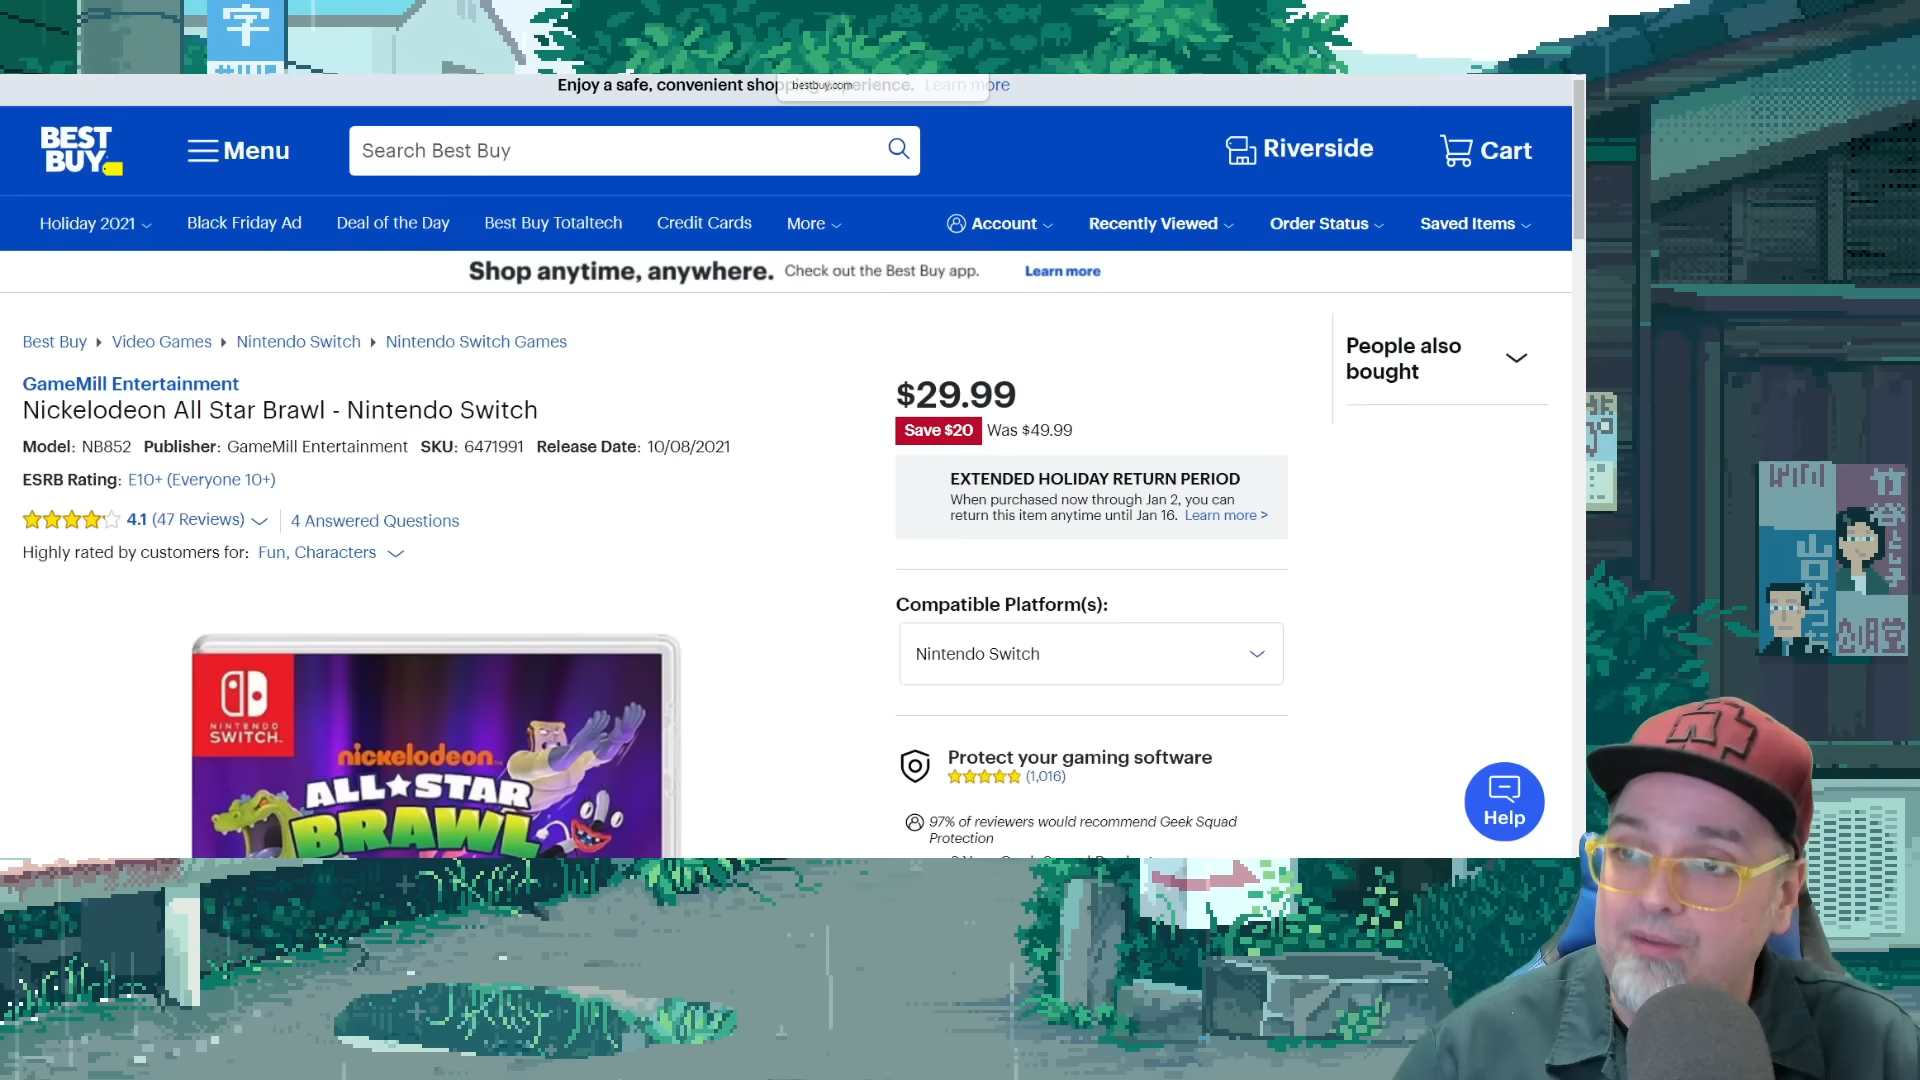 字
Enjoy a safe, convenient shopping experience. Learn more
bestbuy.com
BEST BUY
Menu
Search Best Buy
Riverside
Cart
Holiday 2021
Black Friday Ad
Deal of the Day
Best Buy Totaltech
Credit Cards
More
Account
Recently Viewed
Order Status
Saved Items
Shop anytime, anywhere. Check out the Best Buy app. Learn more
Best Buy
Video Games
Nintendo Switch
Nintendo Switch Games
GameMill Entertainment
Nickelodeon All Star Brawl - Nintendo Switch
Model: NB852 Publisher: GameMill Entertainment SKU: 6471991 Release Date: 10/08/2021
ESRB Rating: E10+ (Everyone 10+)
4.1 (47 Reviews) 4 Answered Questions
Highly rated by customers for: Fun, Characters
NINTENDO
SWITCH
nickelodeon
ALL★STAR
BRAWL
$29.99
Save $20 Was $49.99
EXTENDED HOLIDAY RETURN PERIOD
When purchased now through Jan 2, you can
return this item anytime until Jan 16. Learn more >
Compatible Platform(s):
Nintendo Switch
Protect your gaming software
(1,016)
97% of reviewers would recommend Geek Squad
Protection
People also
bought
Help